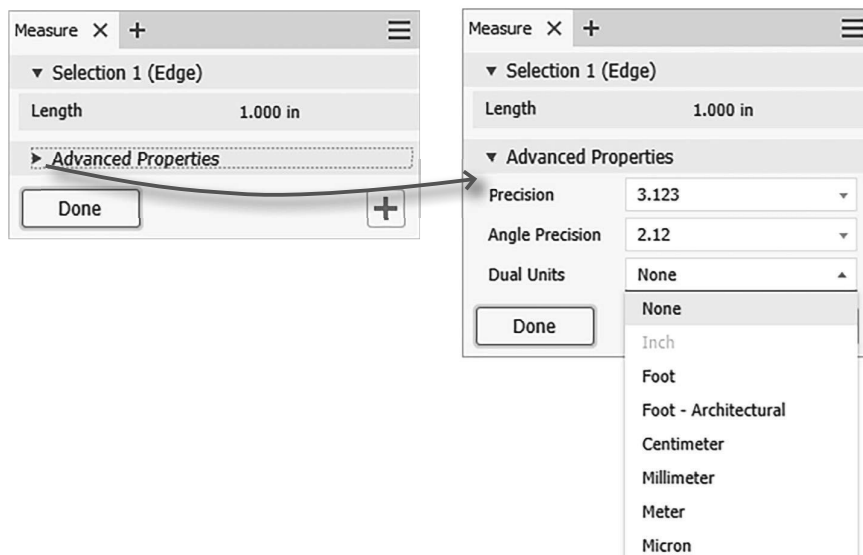 Measure
Selection 1 (Edge)
Length 1.000 in
Advanced Properties
Done
Measure
Selection 1 (Edge)
Length 1.000 in
Advanced Properties
Precision 3.123
Angle Precision 2.12
Dual Units None
Done
None
Inch
Foot
Foot - Architectural
Centimeter
Millimeter
Meter
Micron